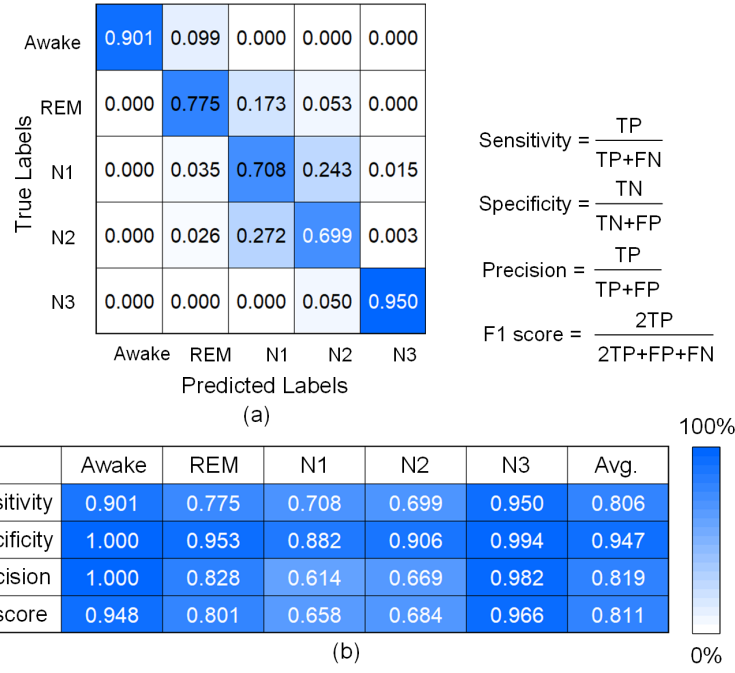 Awake 0.901 0.099 0.000 0.000 0.000
REM 0.000 0.775 0.173 0.053 0.000
N1 0.000 0.035 0.708 0.243 0.015
N2 0.000 0.026 0.272 0.699 0.003
N3 0.000 0.000 0.000 0.050 0.950
True Labels
Awake REM N1 N2 N3
Predicted Labels
(a)
Sensitivity = TP
TP+FN
Specificity = TN
TN+FP
Precision = TP
TP+FP
F1 score = 2TP
2TP+FP+FN
Awake REM N1 N2 N3 Avg.
sitivity 0.901 0.775 0.708 0.699 0.950 0.806
cificity 1.000 0.953 0.882 0.906 0.994 0.947
cision 1.000 0.828 0.614 0.669 0.982 0.819
score 0.948 0.801 0.658 0.684 0.966 0.811
(b)
100%
0%